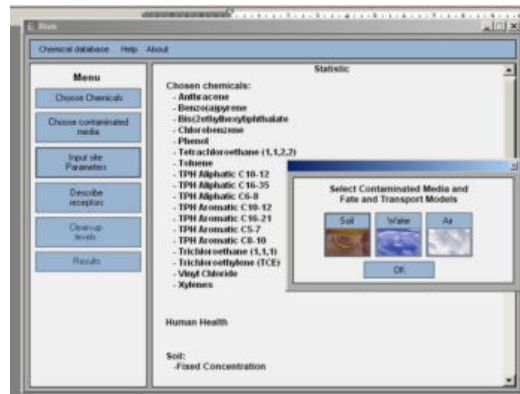 Risk
Chemical database Help About
Menu
Choose Chemicals
Choose contaminated
media
Input site
Parameters
Describe
receptors
Clean-up
levels
Results
Statistic
Chosen chemicals:
- Anthracene
- Benzo(a)pyrene
- Bis(2ethylhexyl)phthalate
- Chlorobenzene
- Phenol
- Tetrachloroethane (1,1,2,2)
- Toluene
- TPH Aliphatic C10-12
- TPH Aliphatic C16-35
- TPH Aliphatic C6-8
- TPH Aromatic C10-12
- TPH Aromatic C16-21
- TPH Aromatic C5-7
- TPH Aromatic C8-10
- Trichloroethane (1,1,1)
- Trichloroethylene (TCE)
- Vinyl Chloride
- Xylenes
Human Health
Soil:
-Fixed Concentration
Select Contaminated Media and
Fate and Transport Models
Soil Water Air
OK